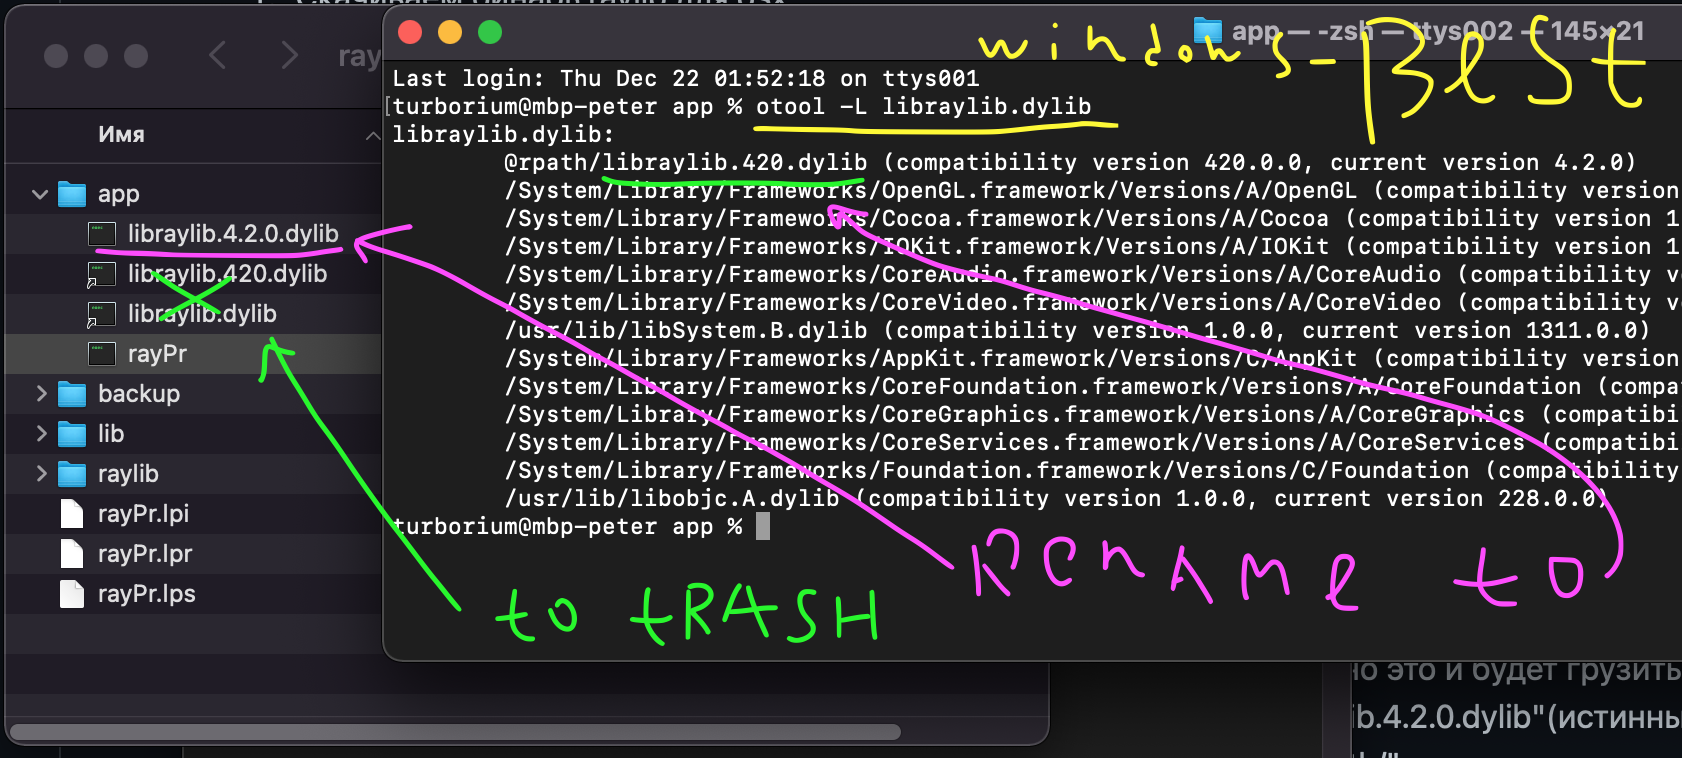 ray
Имя
app
libraylib.4.2.0.dylib
libraylib.420.dylib
libraylib.dylib
rayPr
backup
lib
raylib
rayPr.lpi
rayPr.lpr
rayPr.lps
app — -zsh — ttys002 — 145×21
windows-BeSt
Last login: Thu Dec 22 01:52:18 on ttys001
[turborium@mbp-peter app % otool -L libraylib.dylib
libraylib.dylib:
@rpath/libraylib.420.dylib (compatibility version 420.0.0, current version 4.2.0)
/System/Library/Frameworks/OpenGL.framework/Versions/A/OpenGL (compatibility version
/System/Library/Frameworks/Cocoa.framework/Versions/A/Cocoa (compatibility version 1
/System/Library/Frameworks/IOKit.framework/Versions/A/IOKit (compatibility version 1
/System/Library/Frameworks/CoreAudio.framework/Versions/A/CoreAudio (compatibility v
/System/Library/Frameworks/CoreVideo.framework/Versions/A/CoreVideo (compatibility v
/usr/lib/libSystem.B.dylib (compatibility version 1.0.0, current version 1311.0.0)
/System/Library/Frameworks/AppKit.framework/Versions/C/AppKit (compatibility version
/System/Library/Frameworks/CoreFoundation.framework/Versions/A/CoreFoundation (compa
/System/Library/Frameworks/CoreGraphics.framework/Versions/A/CoreGraphics (compatibi
/System/Library/Frameworks/CoreServices.framework/Versions/A/CoreServices (compatibi
/System/Library/Frameworks/Foundation.framework/Versions/C/Foundation (compatibility
/usr/lib/libobjc.A.dylib (compatibility version 1.0.0, current version 228.0.0)
turborium@mbp-peter app %
ReNAMe to
to tRASH
но это и будет грузить
ib.4.2.0.dylib"(истинны